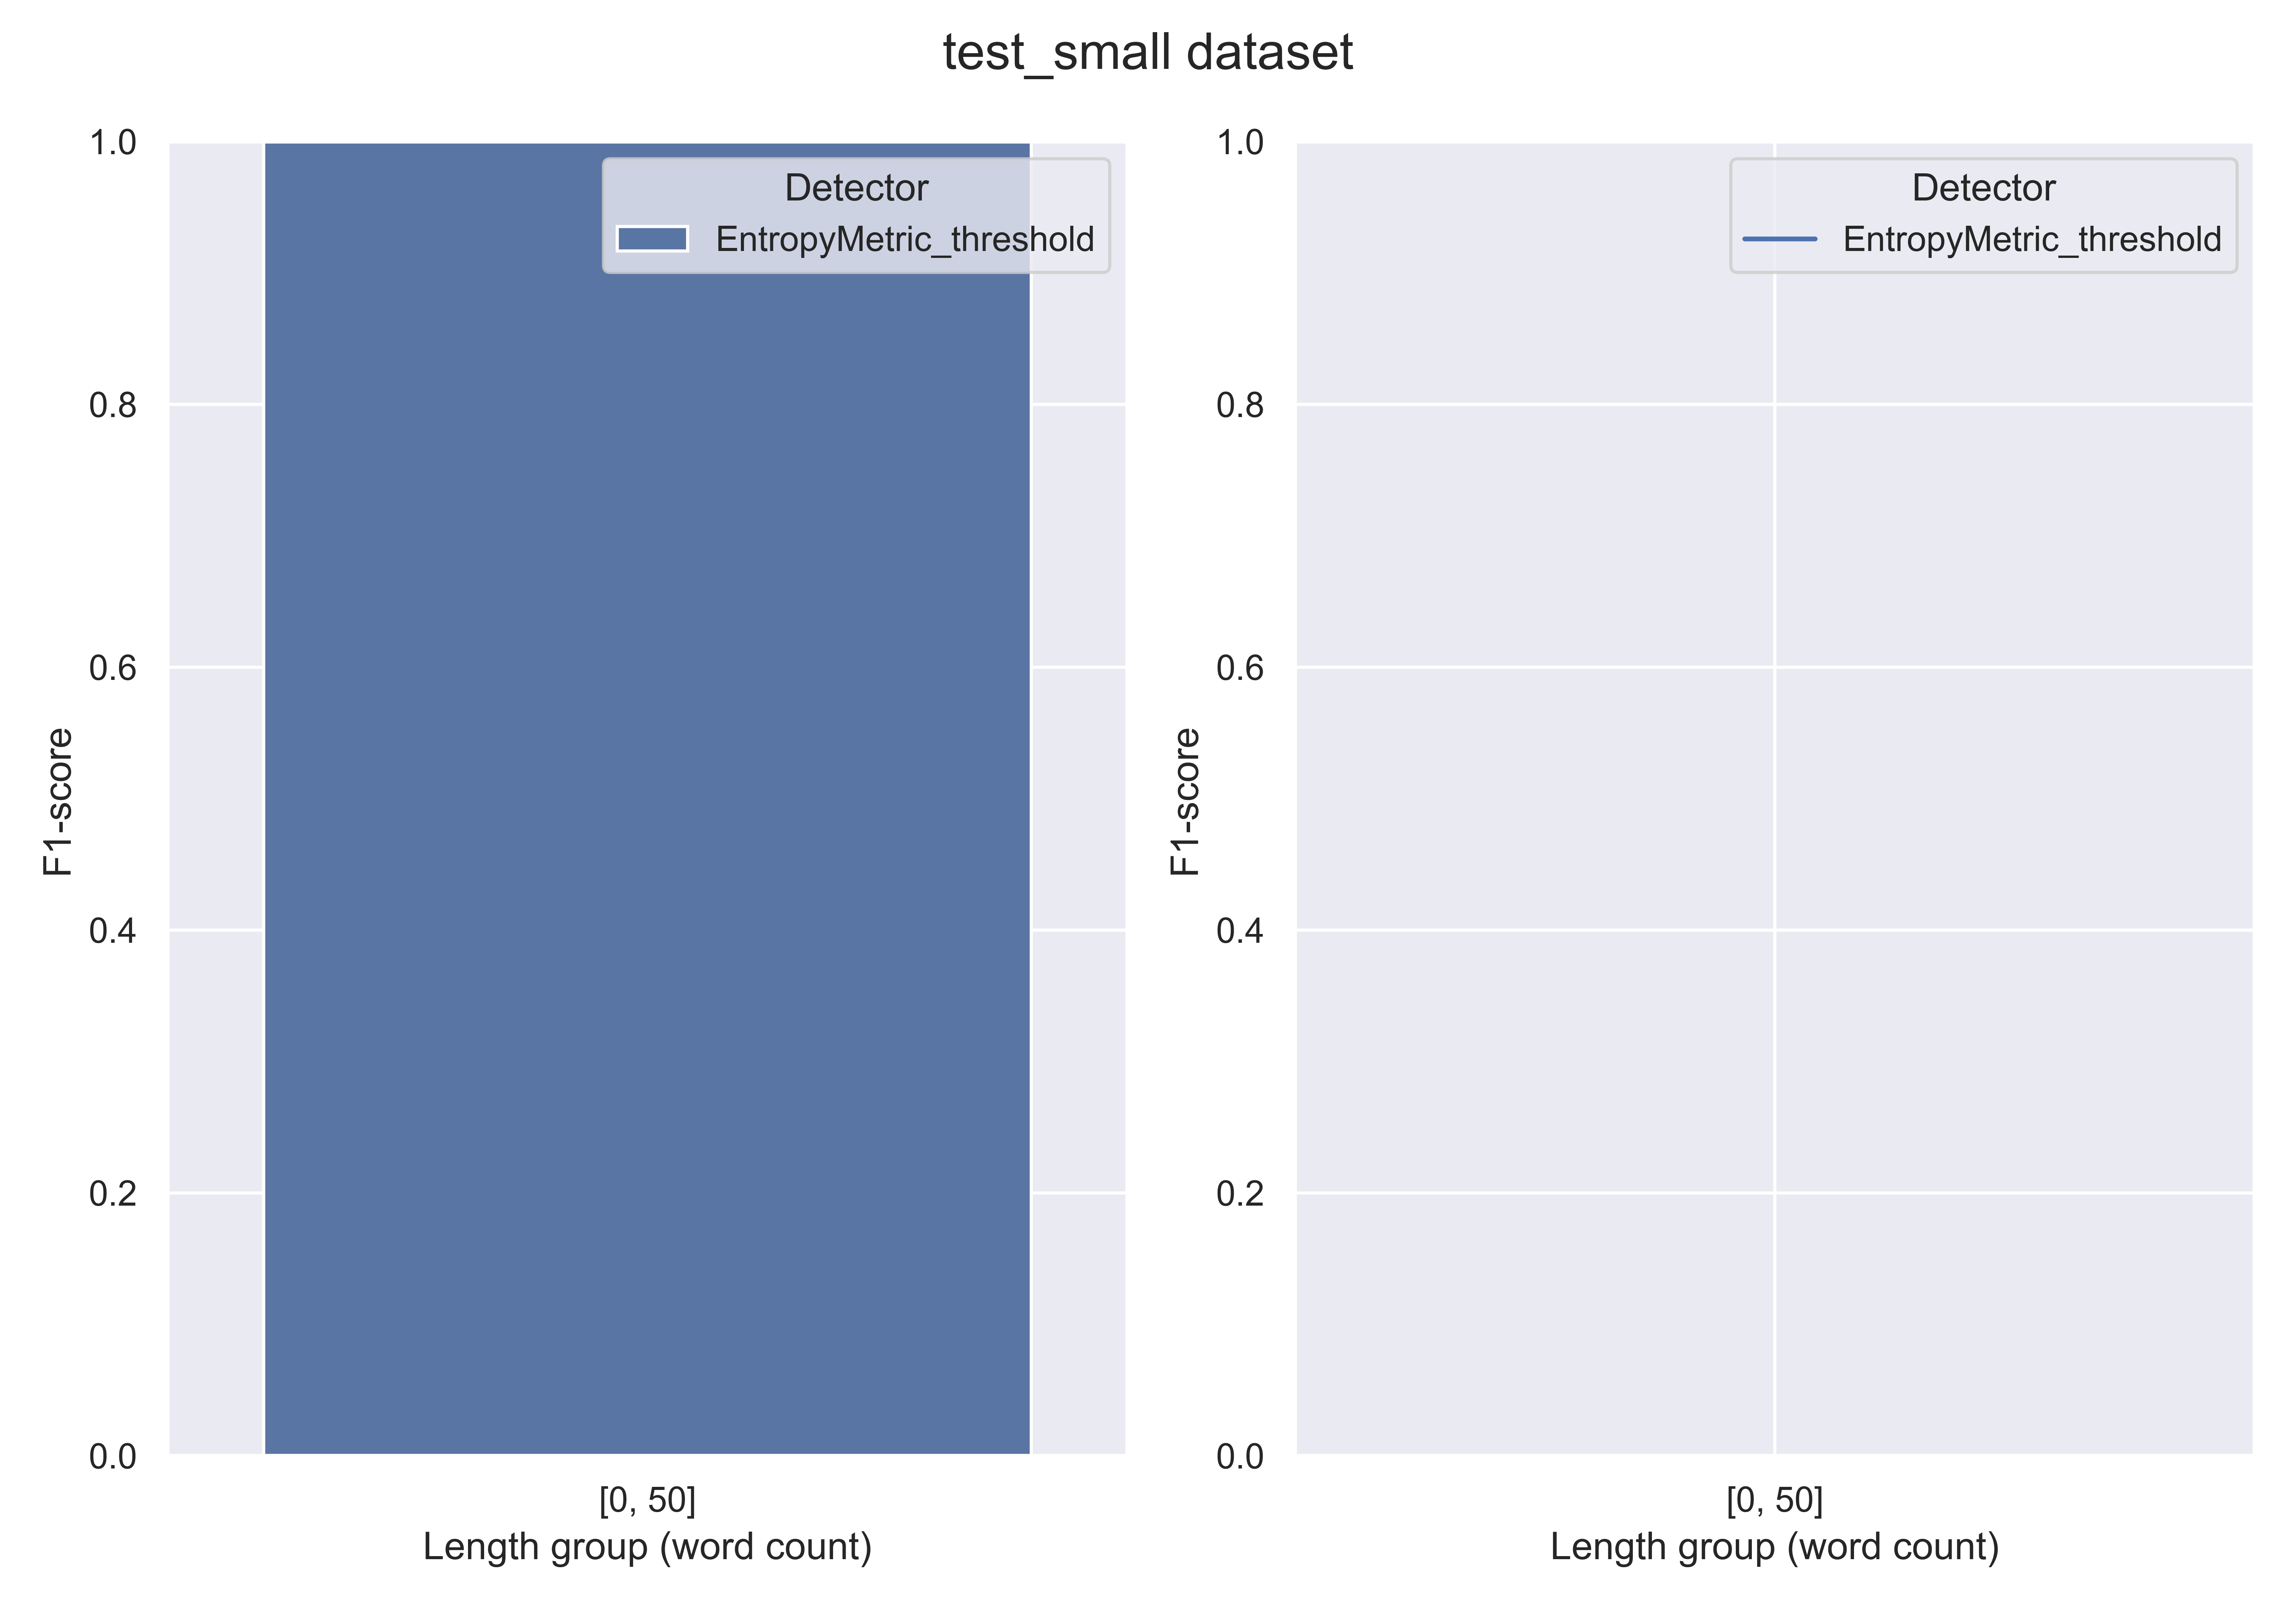 test_small dataset
1.0
0.8
0.6
0.4
0.2
0.0
F1-score
Detector
EntropyMetric_threshold
[0, 50]
Length group (word count)
1.0
0.8
0.6
0.4
0.2
0.0
F1-score
Detector
EntropyMetric_threshold
[0, 50]
Length group (word count)